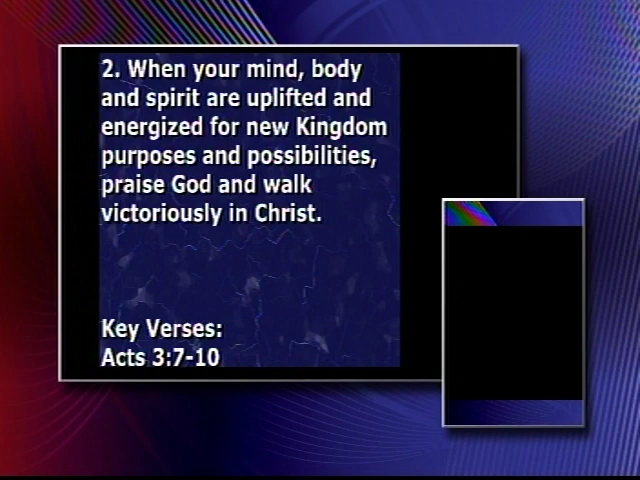 2. When your mind, body
and spirit are uplifted and
energized for new Kingdom
purposes and possibilities,
praise God and walk
victoriously in Christ.
Key Verses:
Acts 3:7-10